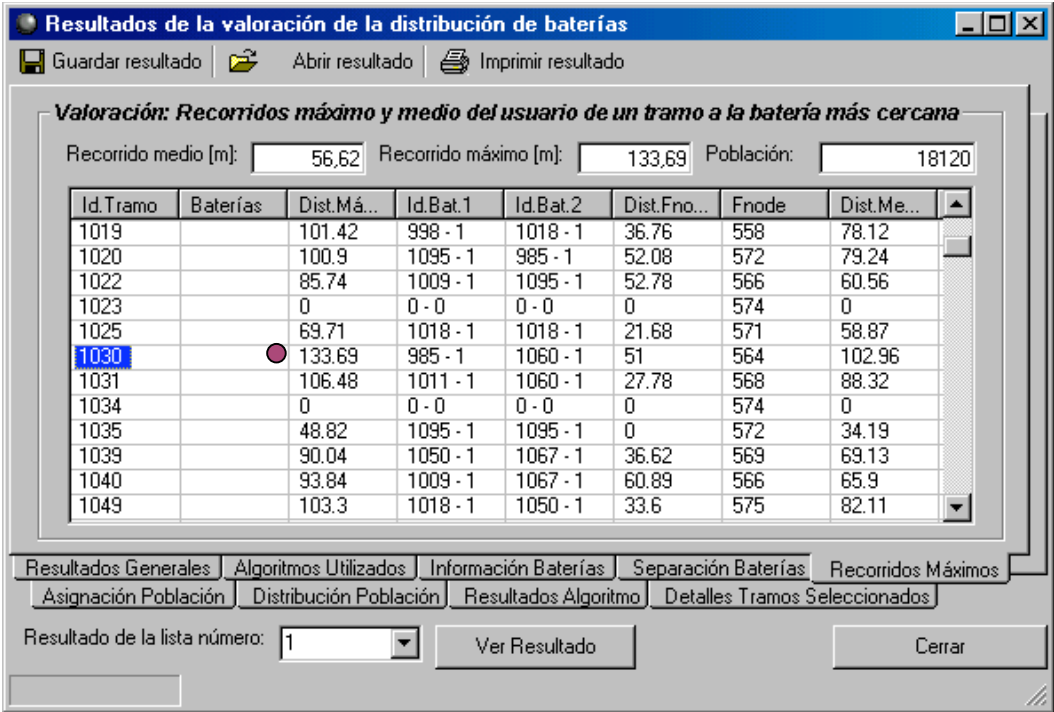 Resultados de la valoración de la distribución de baterías
Guardar resultado Abrir resultado Imprimir resultado
Valoración: Recorridos máximo y medio del usuario de un tramo a la batería más cercana
Recorrido medio [m]: 56,62 Recorrido máximo [m]: 133,69 Población: 18120
Id.Tramo Baterías Dist.Má... Id.Bat.1 Id.Bat.2 Dist.Fno... Fnode Dist.Me...
1019 101.42 998 - 1 1018 - 1 36.76 558 78.12
1020 100.9 1095 - 1 985 - 1 52.08 572 79.24
1022 85.74 1009 - 1 1095 - 1 52.78 566 60.56
1023 0 0 - 0 0 - 0 0 574 0
1025 69.71 1018 - 1 1018 - 1 21.68 571 58.87
1030 133.69 985 - 1 1060 - 1 51 564 102.96
1031 106.48 1011 - 1 1060 - 1 27.78 568 88.32
1034 0 0 - 0 0 - 0 0 574 0
1035 48.82 1095 - 1 1095 - 1 0 572 34.19
1039 90.04 1050 - 1 1067 - 1 36.62 569 69.13
1040 93.84 1009 - 1 1067 - 1 60.89 566 65.9
1049 103.3 1018 - 1 1050 - 1 33.6 575 82.11
Resultados Generales Algoritmos Utilizados Información Baterías Separación Baterías Recorridos Máximos
Asignación Población Distribución Población Resultados Algoritmo Detalles Tramos Seleccionados
Resultado de la lista número: 1 Ver Resultado Cerrar